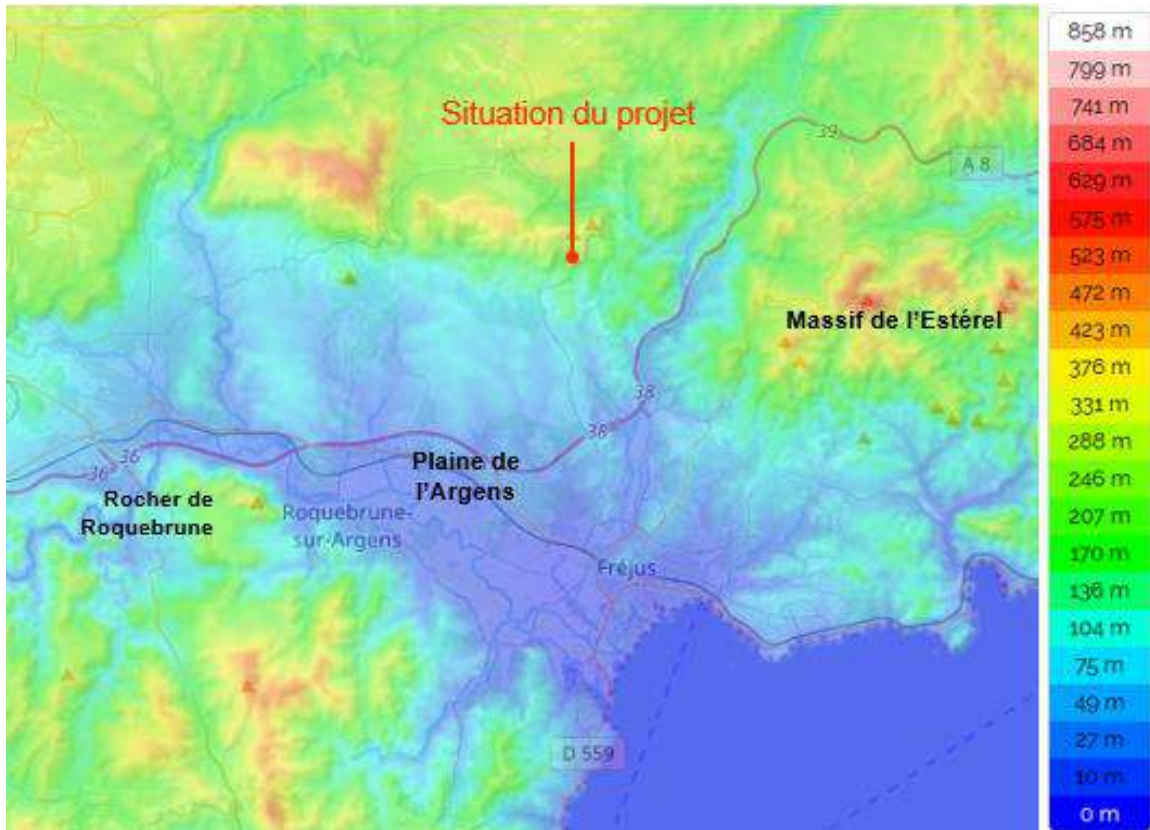 Situation du projet
39
A 8
Massif de l'Estérel
38
38
36
36
Plaine de
l'Argens
Rocher de
Roquebrune
Roquebrune-
sur-Argens
Fréjus
D 559
858 m
799 m
741 m
684 m
629 m
575 m
523 m
472 m
423 m
376 m
331 m
288 m
246 m
207 m
170 m
136 m
104 m
75 m
49 m
27 m
10 m
0 m